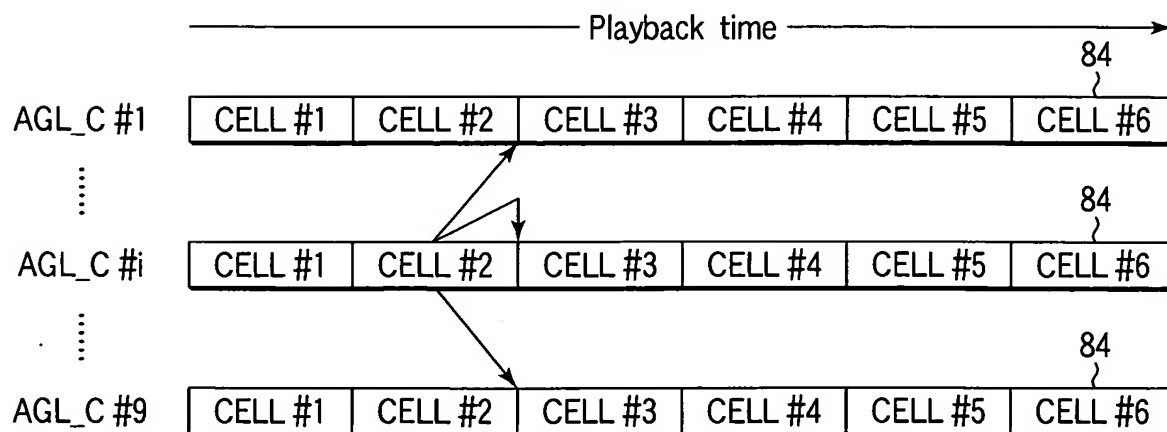 Playback time
84
AGL_C #1 CELL #1 CELL #2 CELL #3 CELL #4 CELL #5 CELL #6
84
AGL_C #i CELL #1 CELL #2 CELL #3 CELL #4 CELL #5 CELL #6
84
AGL_C #9 CELL #1 CELL #2 CELL #3 CELL #4 CELL #5 CELL #6